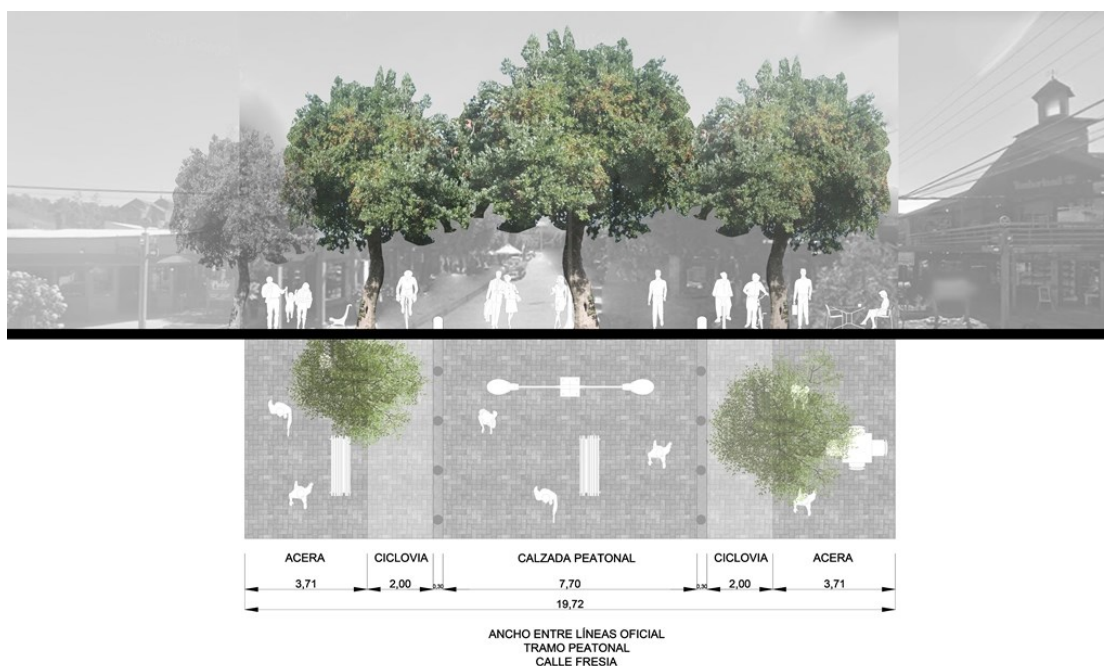 ACERA CICLOVIA CALZADA PEATONAL CICLOVIA ACERA
3,71 2,00 0,30 7,70 0,30 2,00 3,71
19,72
ANCHO ENTRE LÍNEAS OFICIAL
TRAMO PEATONAL
CALLE FRESIA